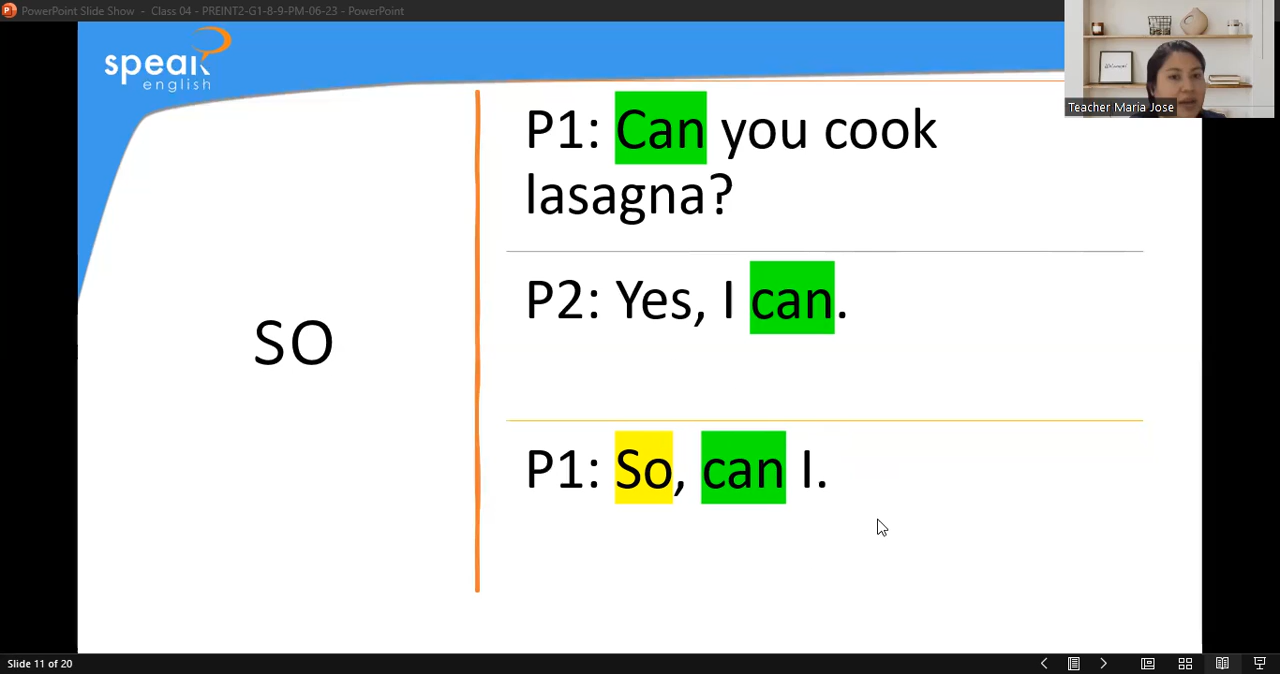 PowerPoint Slide Show - Class 04 - PREINT2-G1-8-9-PM-06-23 - PowerPoint
speak
english
Teacher Maria Jose
P1: Can you cook
lasagna?
P2: Yes, I can.
SO
P1: So, can I.
Slide 11 of 20